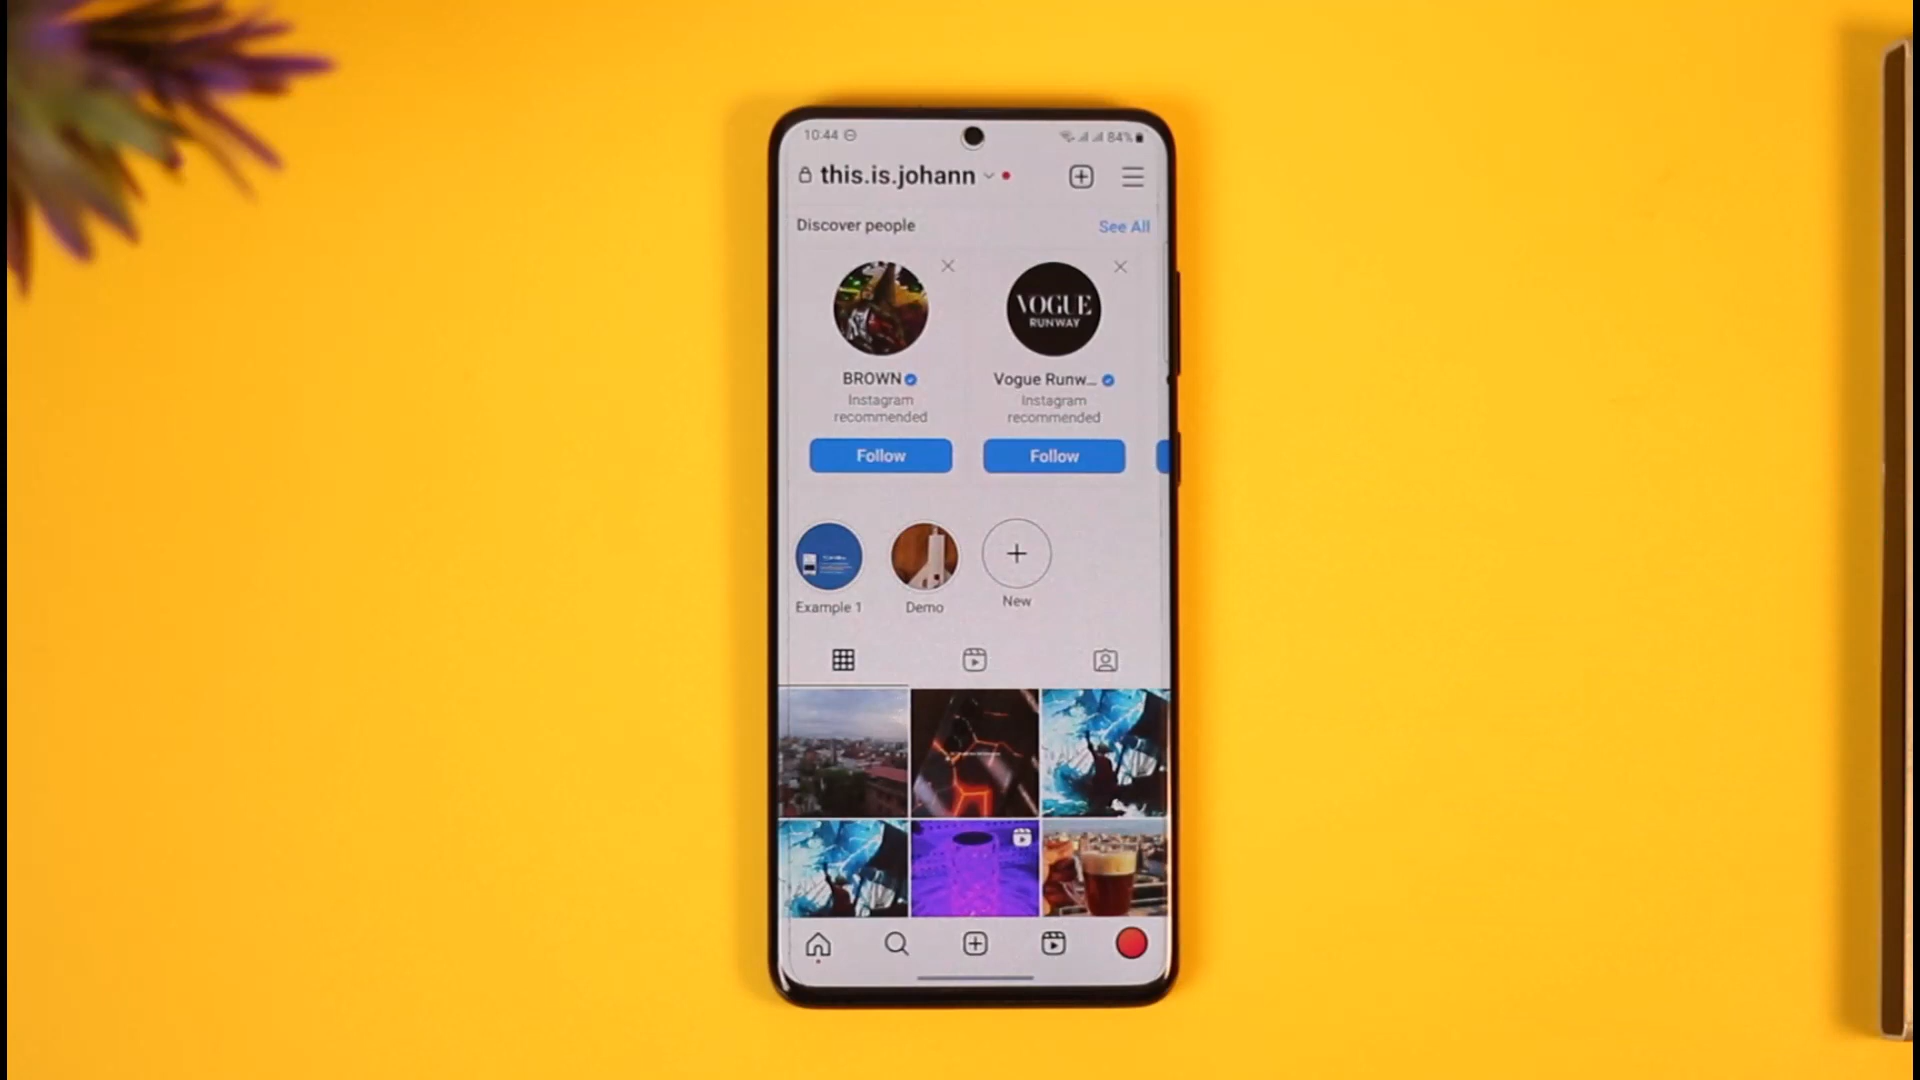 10:44
84%
this.is.johann
Discover people
See All
VOGUE
RUNWAY
BROWN
Vogue Runw...
Instagram
recommended
Instagram
recommended
Follow
Follow
Example 1
Demo
New